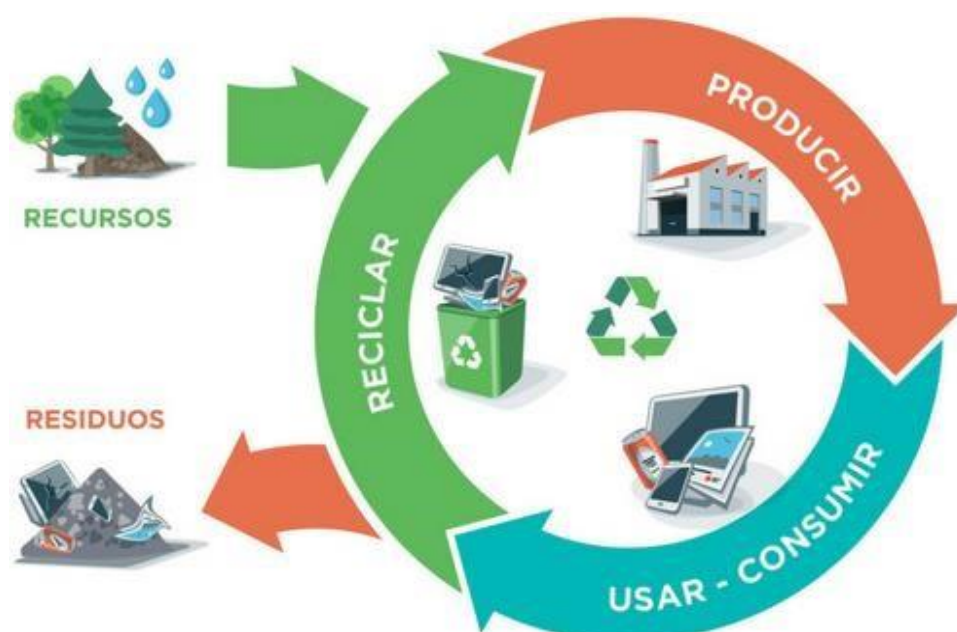 RECURSOS
PRODUCIR
RECICLAR
RESIDUOS
USAR - CONSUMIR